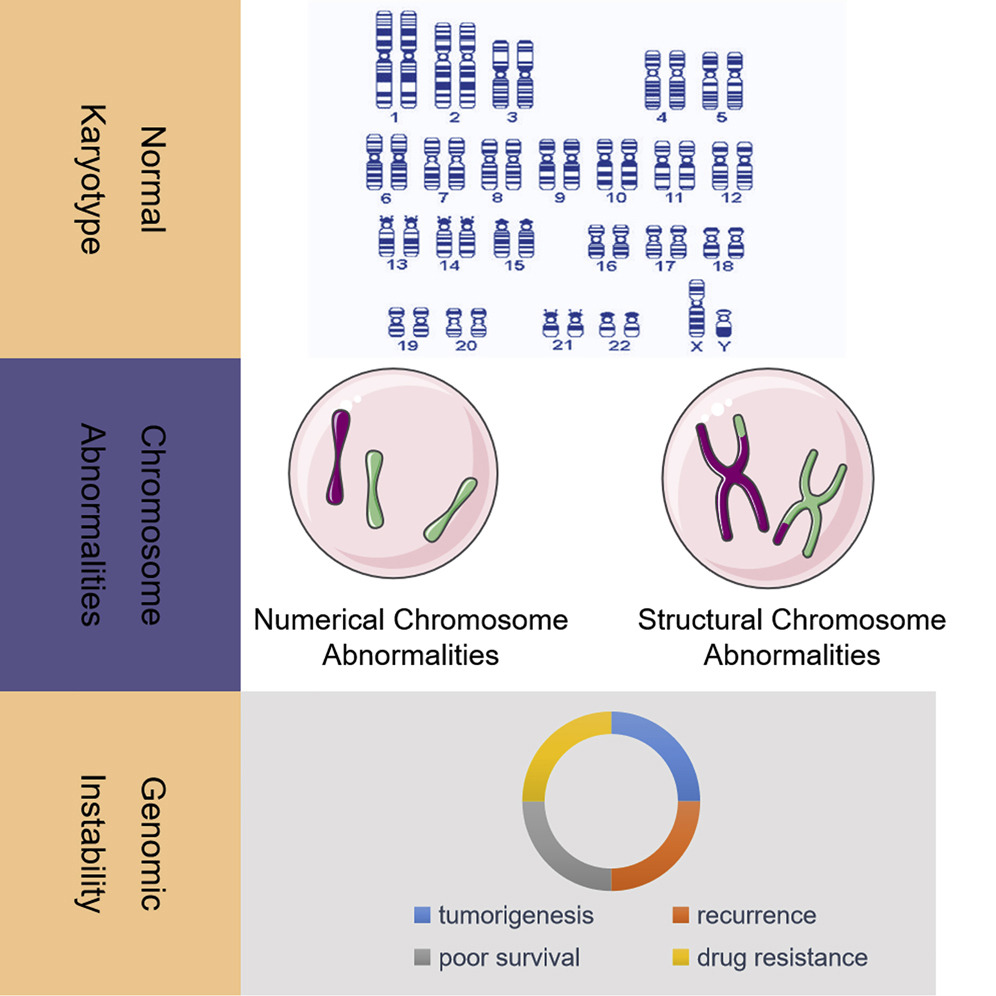 Normal
Karyotype
1 2 3 4 5
6 7 8 9 10 11 12
13 14 15 16 17 18
19 20 21 22 X Y
Chromosome
Abnormalities
Numerical Chromosome
Abnormalities
Structural Chromosome
Abnormalities
Genomic
Instability
tumorigenesis recurrence
poor survival drug resistance